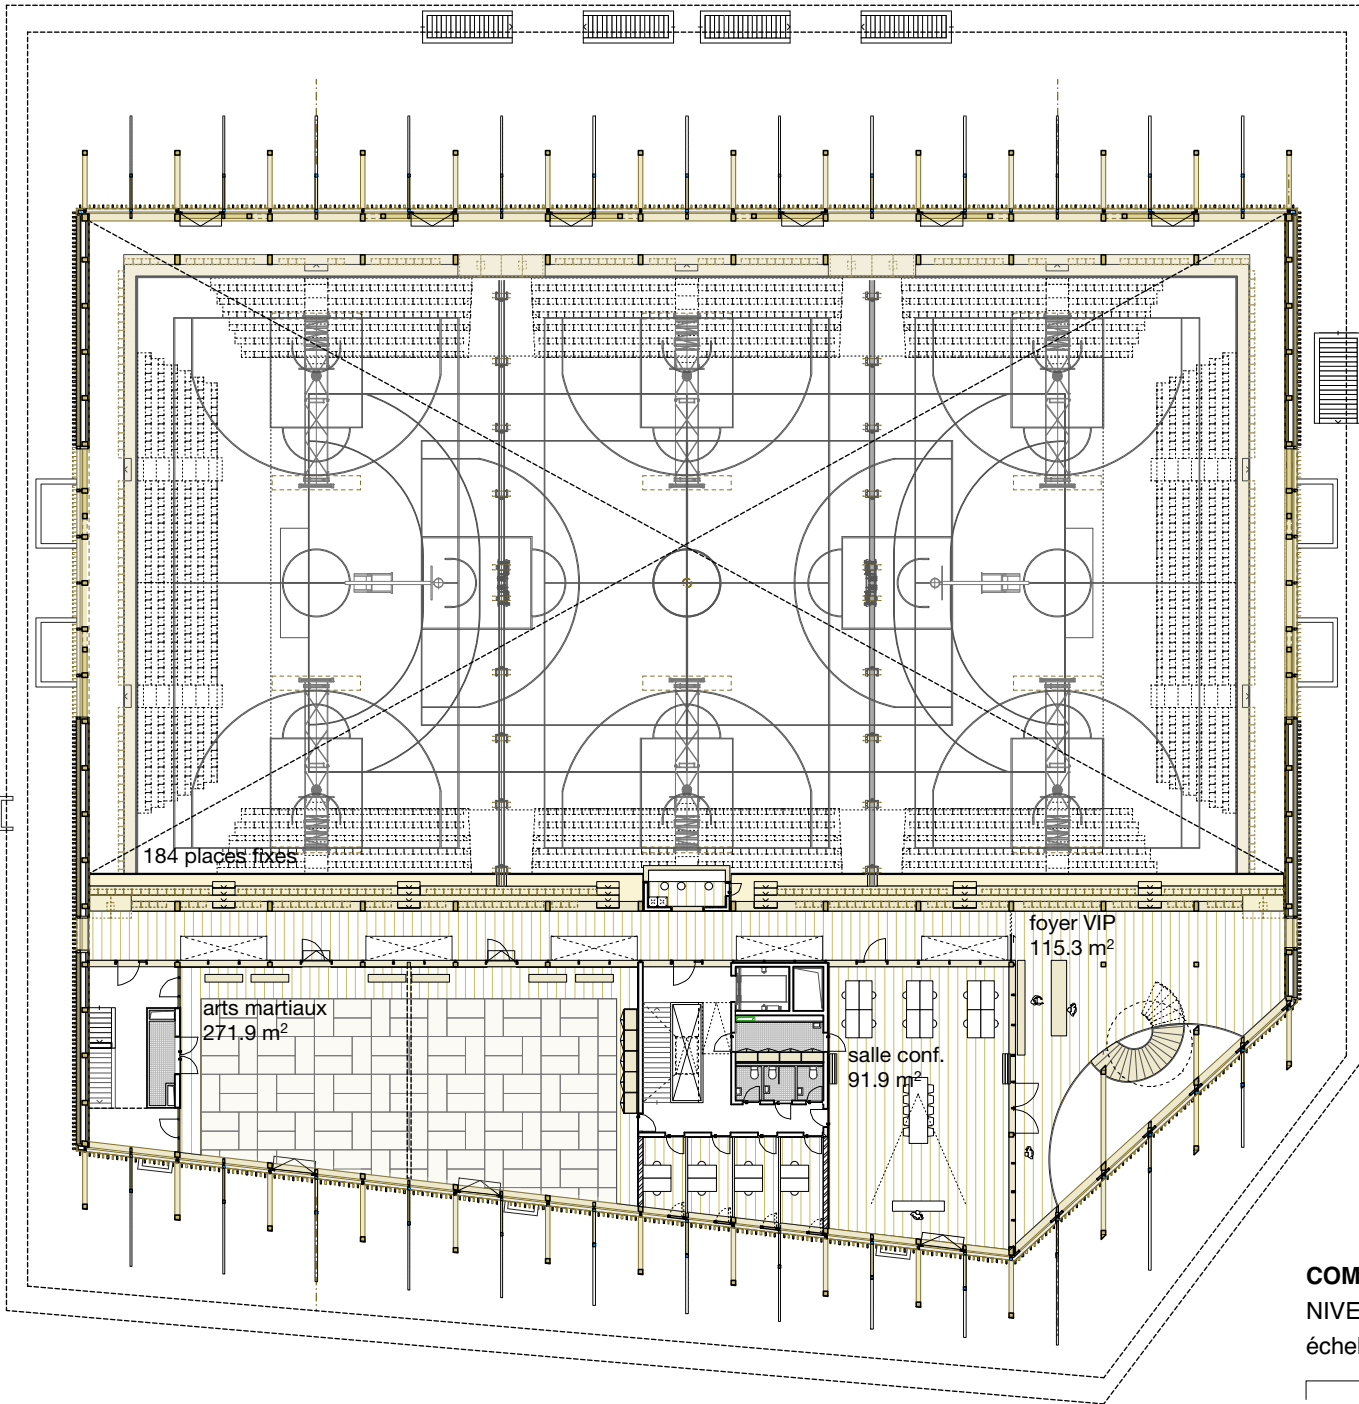 184 places fixes
foyer VIP
115.3 m²
arts martiaux
271.9 m²
salle conf.
91.9 m²
COM
NIVE
éche